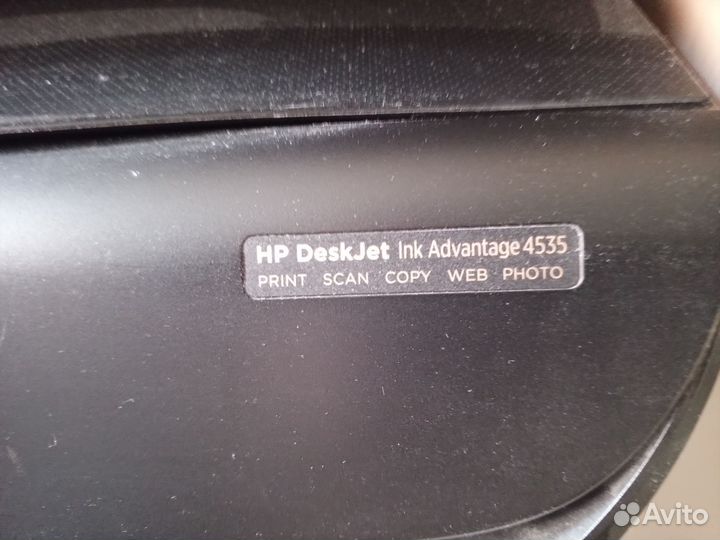 HP DeskJet Ink Advantage 4535
PRINT SCAN COPY WEB PHOTO
Avito